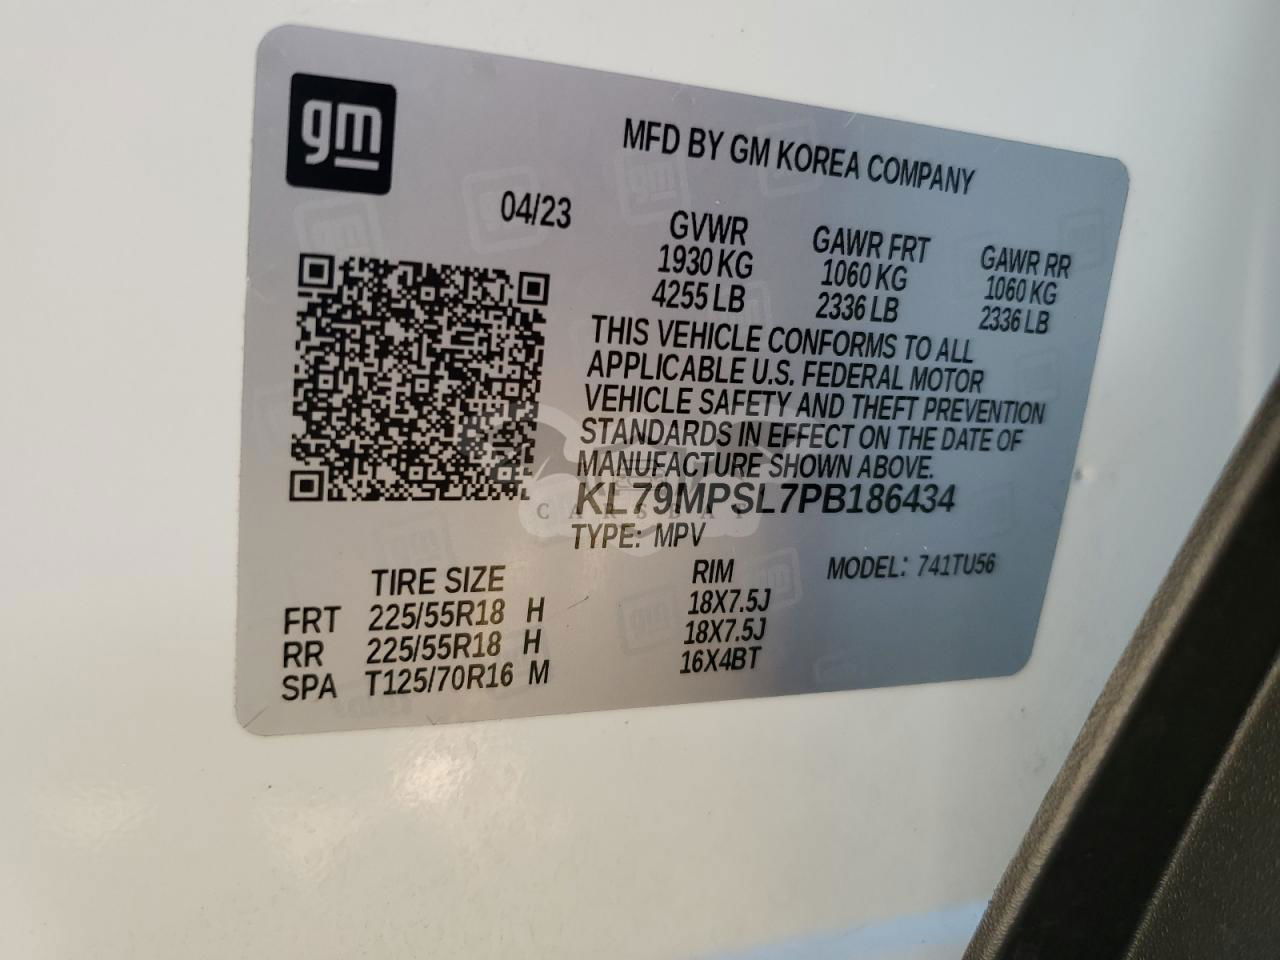 gm
MFD BY GM KOREA COMPANY
04/23
GVWR GAWR FRT GAWR RR
1930 KG 1060 KG 1060 KG
4255 LB 2336 LB 2336 LB
THIS VEHICLE CONFORMS TO ALL
APPLICABLE U.S. FEDERAL MOTOR
VEHICLE SAFETY AND THEFT PREVENTION
STANDARDS IN EFFECT ON THE DATE OF
MANUFACTURE SHOWN ABOVE.
KL79MPSL7PB186434
TYPE: MPV
MODEL: 741TU56
TIRE SIZE RIM
FRT 225/55R18 H 18X7.5J
RR 225/55R18 H 18X7.5J
SPA T125/70R16 M 16X4BT